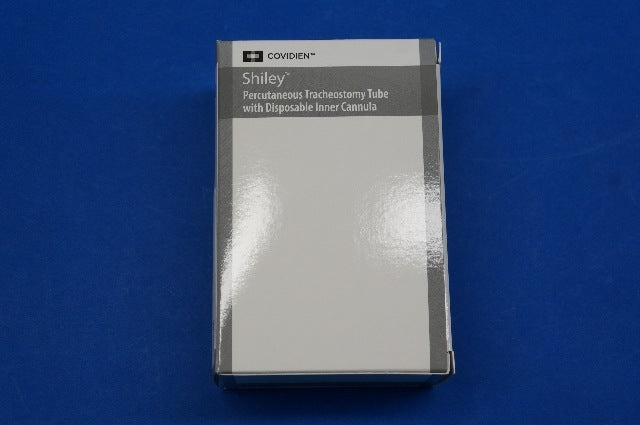 COVIDIEN™
Shiley™
Percutaneous Tracheostomy Tube
with Disposable Inner Cannula